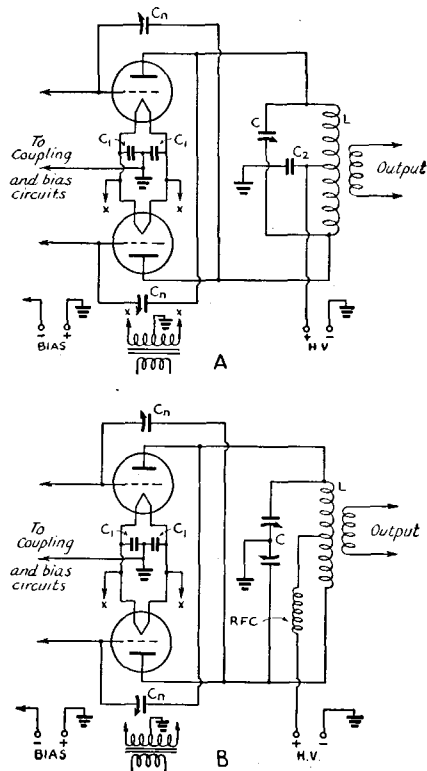 Cn
C L
C1 C1
To Coupling and bias circuits
C2
Output
x x
Cn
x x
- + BIAS
+ - H.V.
A
Cn
L
To Coupling and bias circuits
C1 C1
C
Output
x x
RFC
Cn
- + BIAS
+ - H.V.
B